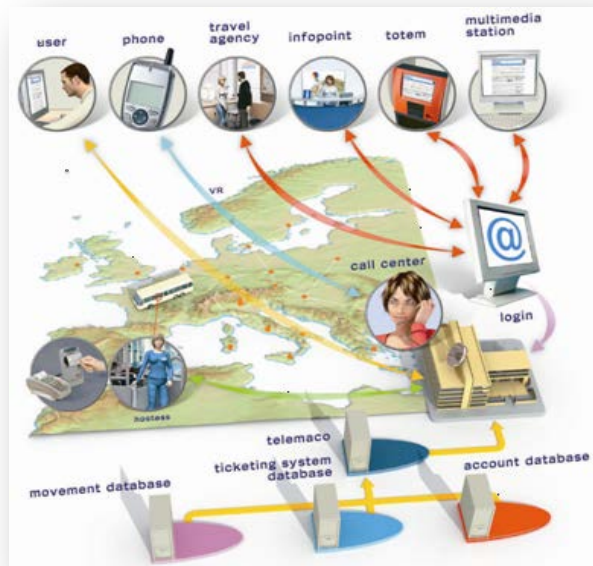 user
phone
travel
agency
infopoint
totem
multimedia
station
VR
@
call center
login
hostess
telemaco
ticketing system
database
account database
movement database